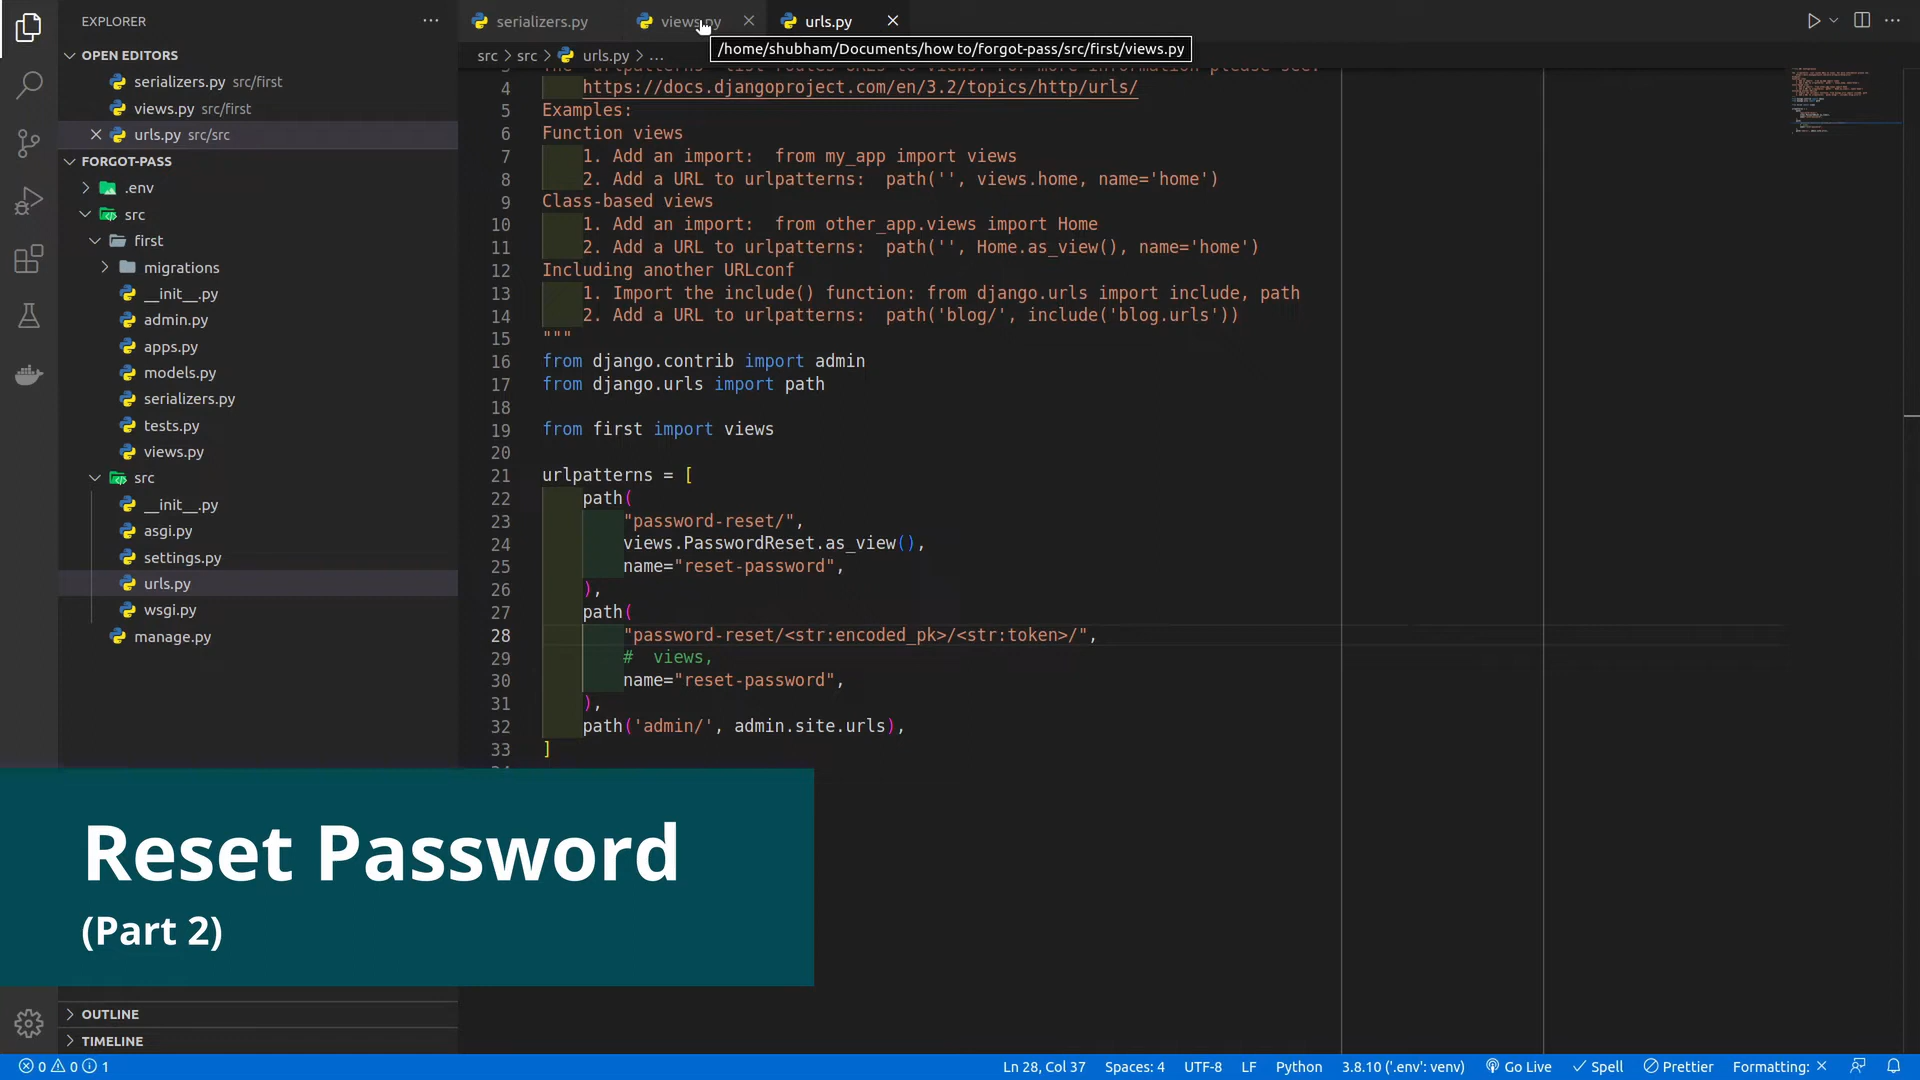 EXPLORER
OPEN EDITORS
serializers.py src/first
views.py src/first
urls.py src/src
FORGOT-PASS
.env
src
first
migrations
__init__.py
admin.py
apps.py
models.py
serializers.py
tests.py
views.py
src
__init__.py
asgi.py
settings.py
urls.py
wsgi.py
manage.py
OUTLINE
TIMELINE
serializers.py
views.py
urls.py
/home/shubham/Documents/how to/forgot-pass/src/first/views.py
src > src > urls.py > ...
4 https://docs.djangoproject.com/en/3.2/topics/http/urls/
5 Examples:
6 Function views
7 1. Add an import:  from my_app import views
8 2. Add a URL to urlpatterns:  path('', views.home, name='home')
9 Class-based views
10 1. Add an import:  from other_app.views import Home
11 2. Add a URL to urlpatterns:  path('', Home.as_view(), name='home')
12 Including another URLconf
13 1. Import the include() function: from django.urls import include, path
14 2. Add a URL to urlpatterns:  path('blog/', include('blog.urls'))
15 """
16 from django.contrib import admin
17 from django.urls import path
18
19 from first import views
20
21 urlpatterns = [
22 path(
23 "password-reset/",
24 views.PasswordReset.as_view(),
25 name="reset-password",
26 ),
27 path(
28 "password-reset/<str:encoded_pk>/<str:token>/",
29 #  views,
30 name="reset-password",
31 ),
32 path('admin/', admin.site.urls),
33 ]
Reset Password
(Part 2)
0 0 1
Ln 28, Col 37
Spaces: 4
UTF-8
LF
Python
3.8.10 ('.env': venv)
Go Live
Spell
Prettier
Formatting: ×